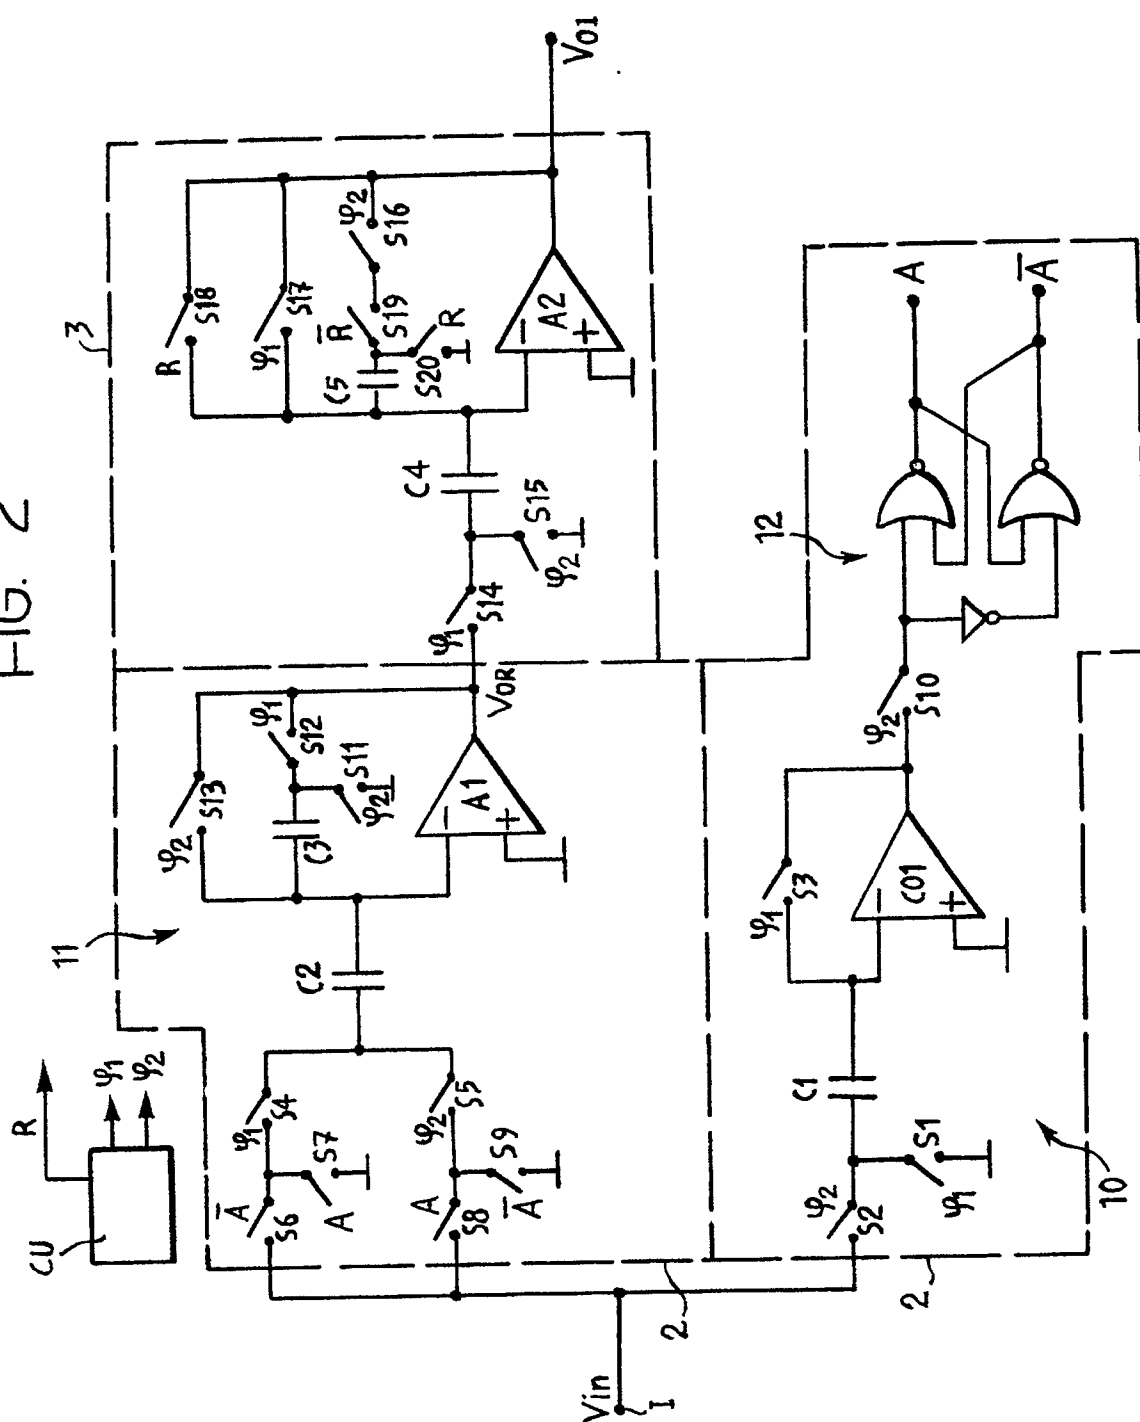 FIG. 2
CU
R
φ1
φ2
11
3
Vin
I
2
2
10
12
Ā
S6
φ1
S4
A
S7
A
S8
φ2
S5
Ā
S9
C2
φ2
S13
C3
φ1
S12
φ2
S11
A1
−
+
VOR
φ1
S14
φ2
S15
C4
R
S18
φ1
S17
C5
R̄
S19
φ2
S16
R
S20
A2
−
+
V01
φ2
S2
φ1
S1
C1
φ1
S3
C01
−
+
φ2
S10
A
Ā